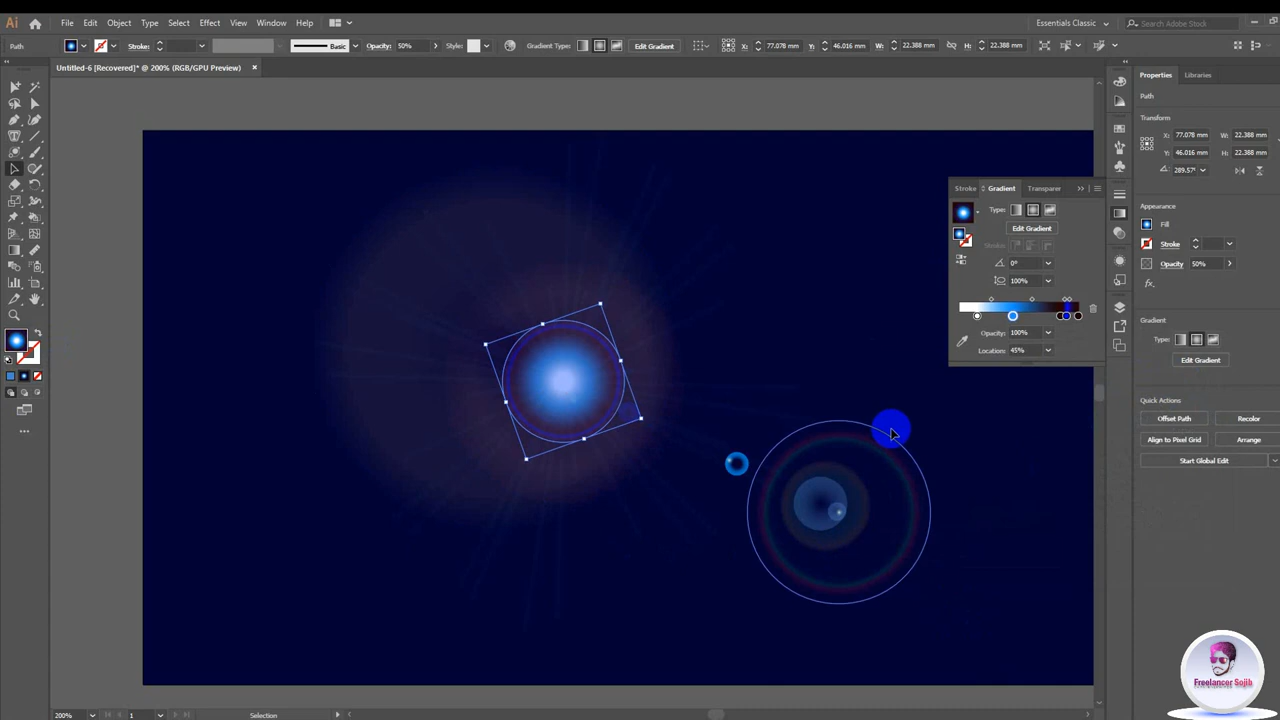 Ai File Edit Object Type Select Effect View Window Help Essentials Classic Search Adobe Stock
Path Stroke: Basic Opacity: 50% Style: Gradient Type: Edit Gradient X: 77.078 mm Y: 46.016 mm W: 22.388 mm H: 22.388 mm
Untitled-6 [Recovered]* @ 200% (RGB/GPU Preview)
Properties Libraries
Path
Transform
X: 77.078 mm W: 22.388 mm
Y: 46.016 mm H: 22.388 mm
289.57°
Appearance
Fill
Stroke
Opacity 50%
fx.
Gradient
Type:
Edit Gradient
Quick Actions
Offset Path Recolor
Align to Pixel Grid Arrange
Start Global Edit
Stroke Gradient Transparer
Type:
Edit Gradient
Stroke:
0°
100%
Opacity: 100%
Location: 45%
Freelancer Sojib
200% 1 Selection